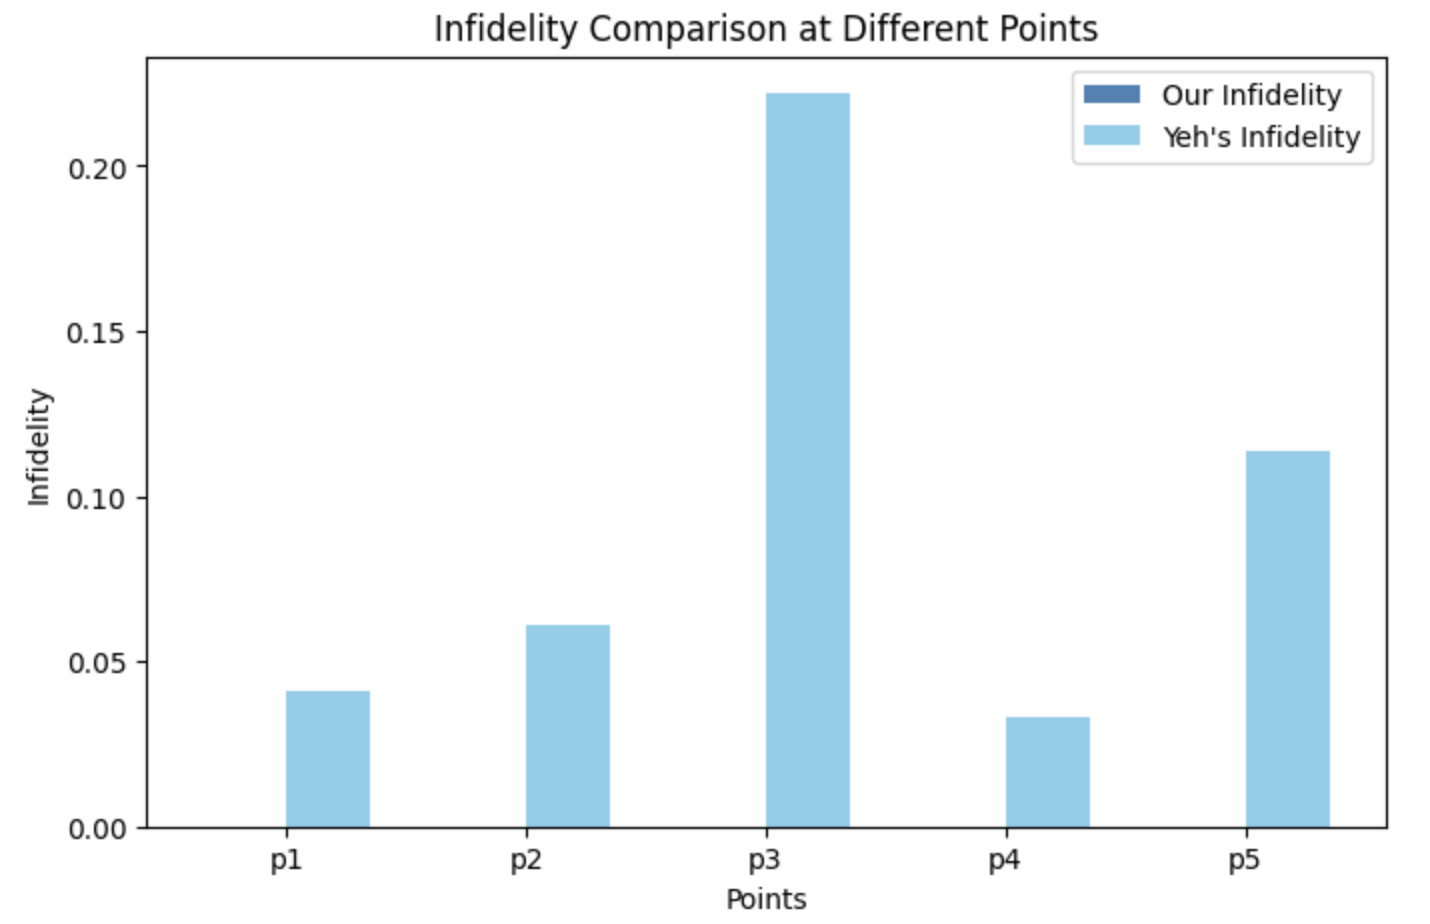 Infidelity Comparison at Different Points
Our Infidelity
Yeh's Infidelity
0.20
0.15
0.10
0.05
0.00
Infidelity
p1
p2
p3
p4
p5
Points